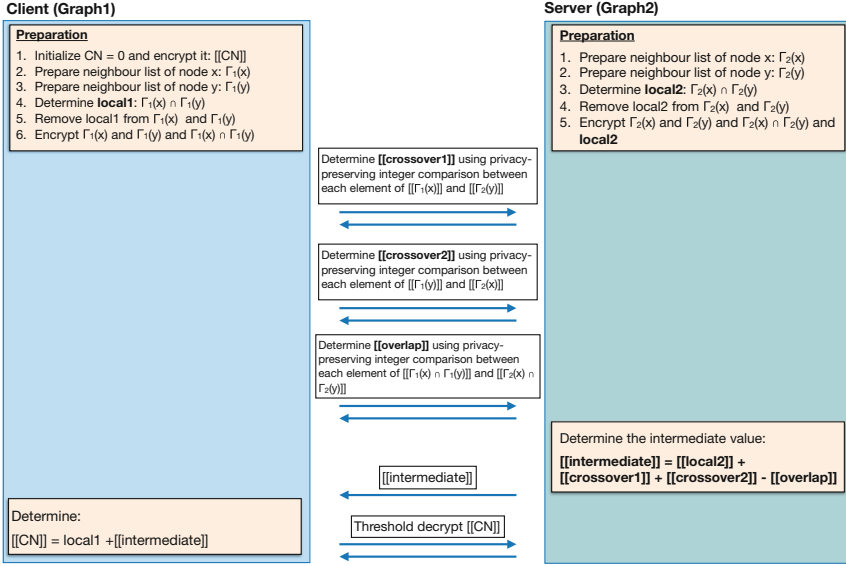 Client (Graph1)
Server (Graph2)
Preparation
1. Initialize CN = 0 and encrypt it: [[CN]]
2. Prepare neighbour list of node x: Γ₁(x)
3. Prepare neighbour list of node y: Γ₁(y)
4. Determine local1: Γ₁(x) ∩ Γ₁(y)
5. Remove local1 from Γ₁(x) and Γ₁(y)
6. Encrypt Γ₁(x) and Γ₁(y) and Γ₁(x) ∩ Γ₁(y)
Preparation
1. Prepare neighbour list of node x: Γ₂(x)
2. Prepare neighbour list of node y: Γ₂(y)
3. Determine local2: Γ₂(x) ∩ Γ₂(y)
4. Remove local2 from Γ₂(x) and Γ₂(y)
5. Encrypt Γ₂(x) and Γ₂(y) and Γ₂(x) ∩ Γ₂(y) and
local2
Determine [[crossover1]] using privacy-
preserving integer comparison between
each element of [[Γ₁(x)]] and [[Γ₂(y)]]
Determine [[crossover2]] using privacy-
preserving integer comparison between
each element of [[Γ₁(y)]] and [[Γ₂(x)]]
Determine [[overlap]] using privacy-
preserving integer comparison between
each element of [[Γ₁(x) ∩ Γ₁(y)]] and [[Γ₂(x) ∩
Γ₂(y)]]
Determine the intermediate value:
[[intermediate]] = [[local2]] +
[[crossover1]] + [[crossover2]] - [[overlap]]
[[intermediate]]
Determine:
[[CN]] = local1 +[[intermediate]]
Threshold decrypt [[CN]]